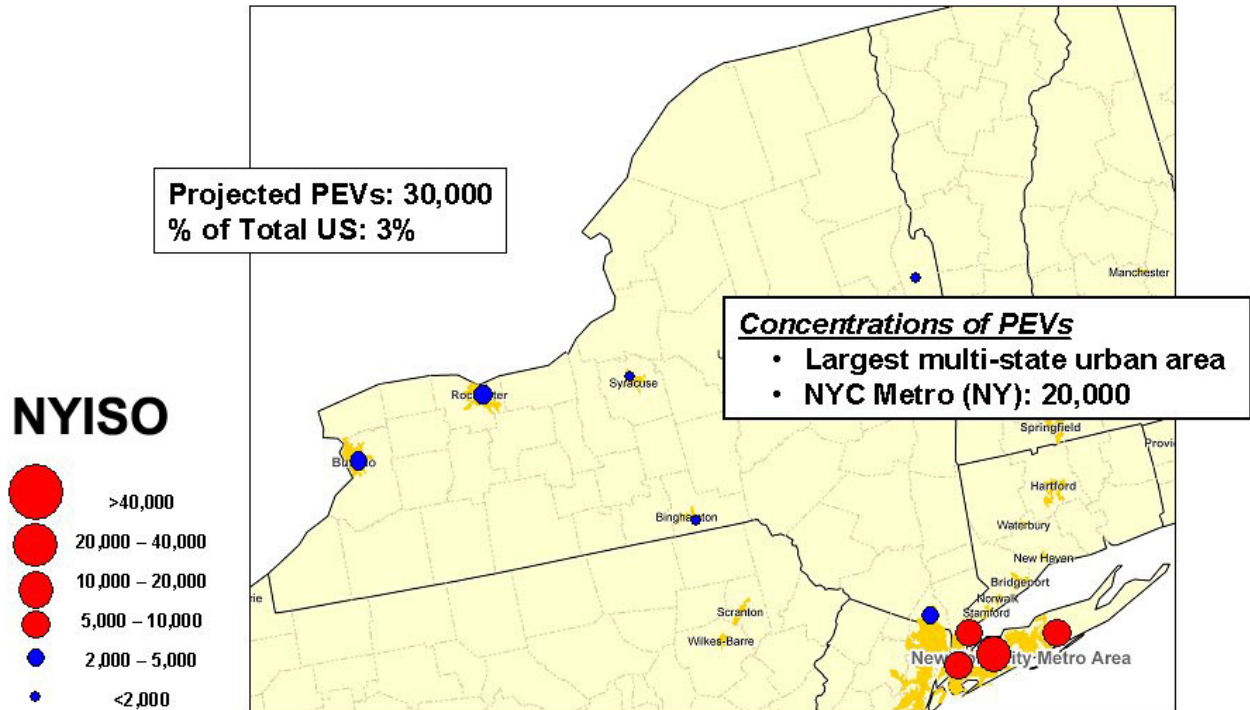 Projected PEVs: 30,000
% of Total US: 3%
Manchester
Concentrations of PEVs
• Largest multi-state urban area
• NYC Metro (NY): 20,000
Syracuse
NYISO
Springfield
Hartford
>40,000
Binghamton
Waterbury
20,000 – 40,000
New Haven
10,000 – 20,000
Bridgeport
Norwalk
Scranton
Stamford
5,000 – 10,000
Wilkes-Barre
2,000 – 5,000
City Metro Area
<2,000